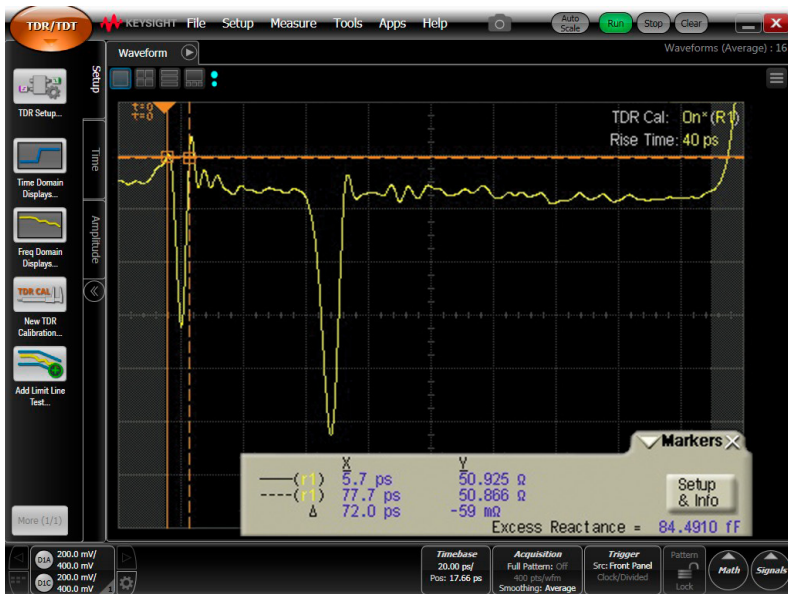 TDR/TDT
KEYSIGHT File Setup Measure Tools Apps Help
Auto
Scale
Run
Stop
Clear
Waveform
Waveforms (Average) : 16
Setup
Time
Amplitude
TDR Setup...
Time Domain
Displays...
Freq Domain
Displays...
TDR CAL
New TDR
Calibration...
Add Limit Line
Test...
More (1/1)
t=0
t=0
TDR Cal: On* (R1)
Rise Time: 40 ps
Markers
X Y
(r1) 5.7 ps 50.925 Ω
(r1) 77.7 ps 50.866 Ω
Δ 72.0 ps -59 mΩ
Excess Reactance = 84.4910 fF
Setup
& Info
D1A 200.0 mV/
400.0 mV
D1C 200.0 mV/
400.0 mV
1
Timebase
20.00 ps/
Pos: 17.66 ps
Acquisition
Full Pattern: Off
400 pts/wfm
Smoothing: Average
Trigger
Src: Front Panel
Clock/Divided
Pattern
Lock
Math
Signals